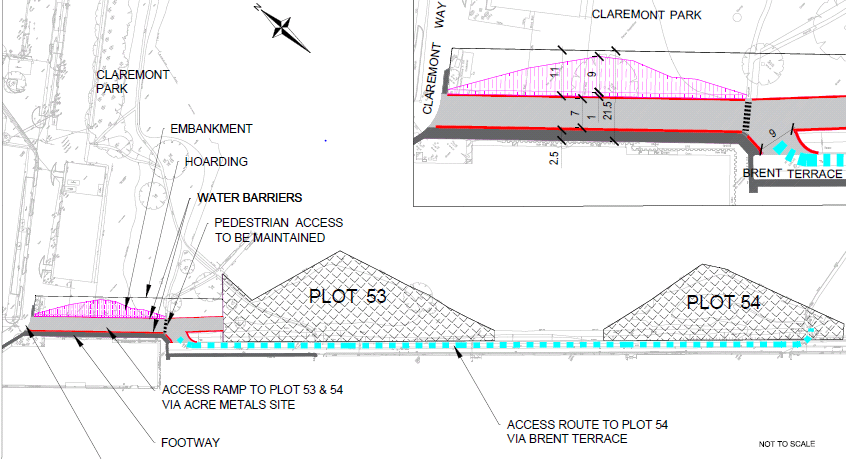 N
CLAREMONT
PARK
EMBANKMENT
HOARDING
WATER BARRIERS
PEDESTRIAN ACCESS
TO BE MAINTAINED
CLAREMONT PARK
CLAREMONT WAY
11
9
7
1
21.5
2.5
9
BRENT TERRACE
PLOT 53
PLOT 54
ACCESS RAMP TO PLOT 53 & 54
VIA ACRE METALS SITE
FOOTWAY
ACCESS ROUTE TO PLOT 54
VIA BRENT TERRACE
NOT TO SCALE